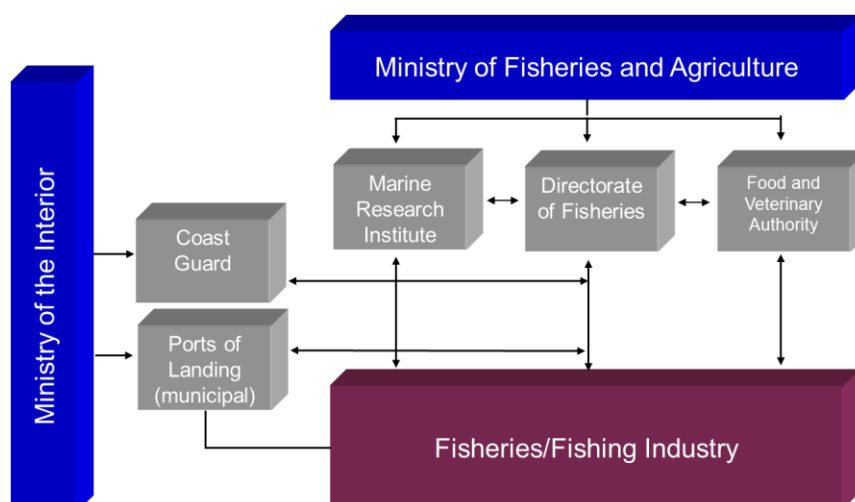 Ministry of Fisheries and Agriculture
Ministry of the Interior
Marine
Research
Institute
Directorate
of Fisheries
Food and
Veterinary
Authority
Coast
Guard
Ports of
Landing
(municipal)
Fisheries/Fishing Industry